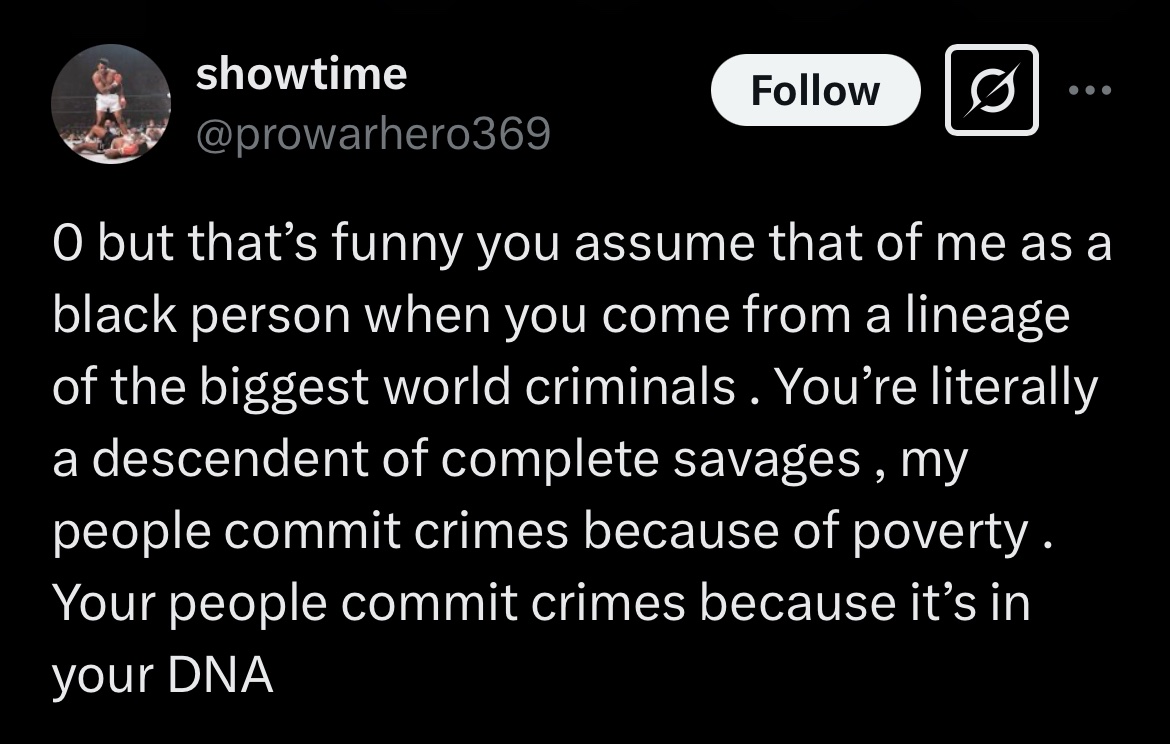 showtime
@prowarhero369
Follow
0 but that’s funny you assume that of me as a
black person when you come from a lineage
of the biggest world criminals . You’re literally
a descendent of complete savages , my
people commit crimes because of poverty .
Your people commit crimes because it’s in
your DNA